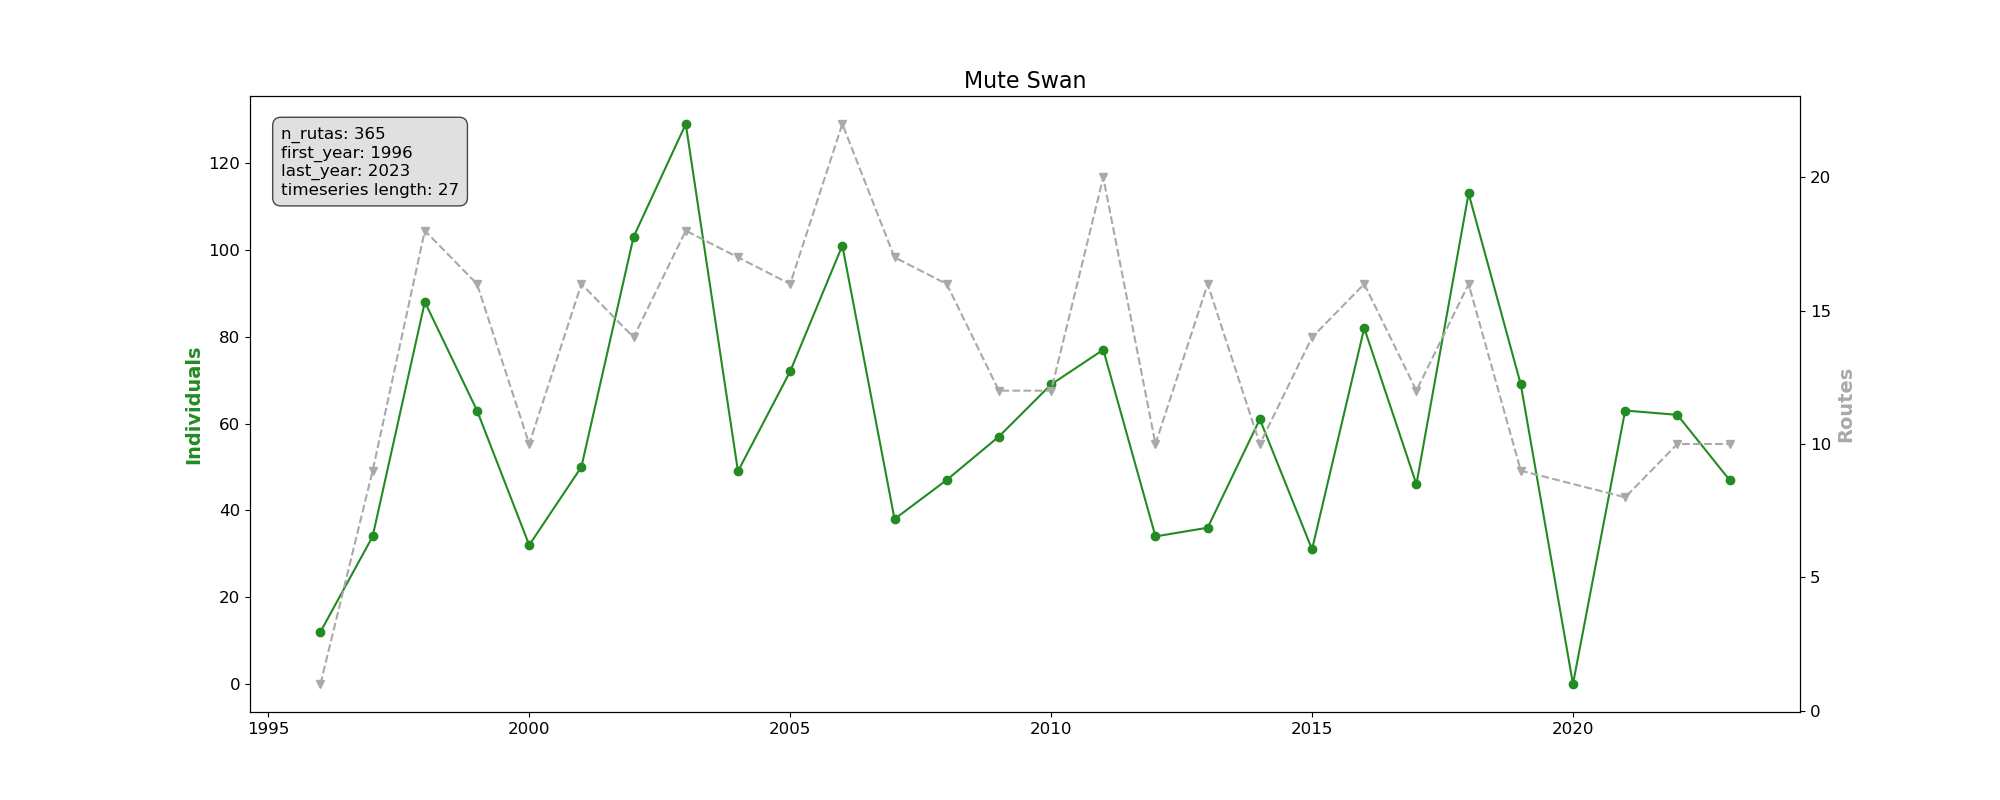 Mute Swan
n_rutas: 365
first_year: 1996
last_year: 2023
timeseries length: 27
Individuals
120
100
80
60
40
20
0
1995
2000
2005
2010
2015
2020
20
15
10
5
0
Routes